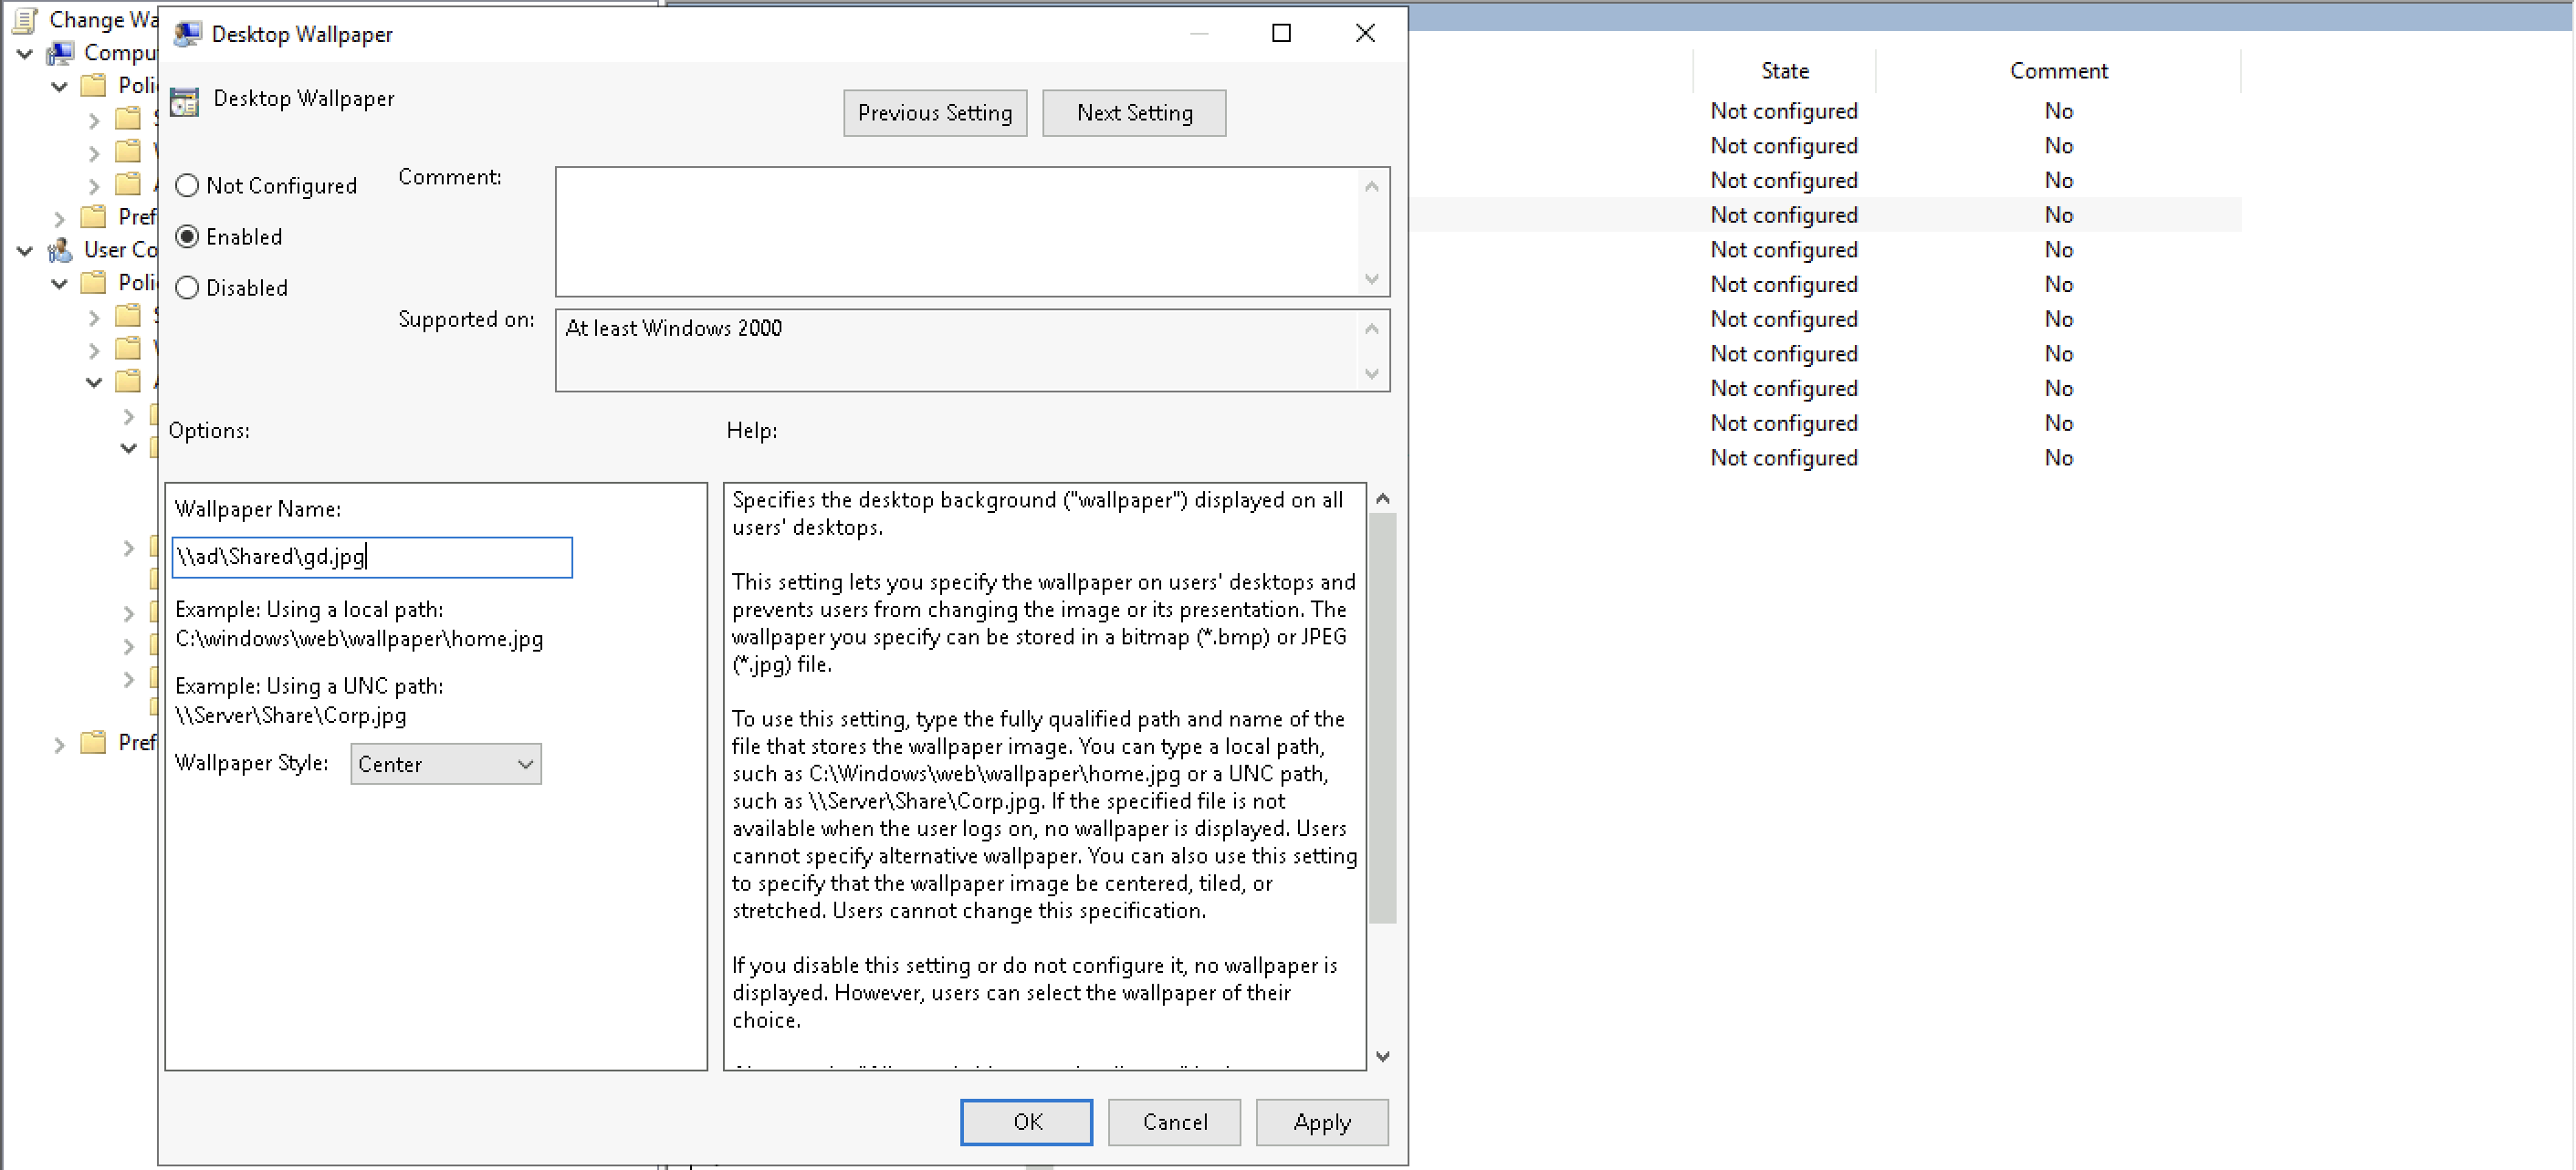 Change Wa
Desktop Wallpaper
Compu
Poli
Pref
User Co
Poli
Pref
Desktop Wallpaper
Previous Setting
Next Setting
Not Configured
Enabled
Disabled
Comment:
Supported on:
At least Windows 2000
Options:
Help:
Wallpaper Name:
\\ad\Shared\gd.jpg
Example: Using a local path:
C:\windows\web\wallpaper\home.jpg
Example: Using a UNC path:
\\Server\Share\Corp.jpg
Wallpaper Style:
Center
Specifies the desktop background ("wallpaper") displayed on all
users' desktops.
This setting lets you specify the wallpaper on users' desktops and
prevents users from changing the image or its presentation. The
wallpaper you specify can be stored in a bitmap (*.bmp) or JPEG
(*.jpg) file.
To use this setting, type the fully qualified path and name of the
file that stores the wallpaper image. You can type a local path,
such as C:\Windows\web\wallpaper\home.jpg or a UNC path,
such as \\Server\Share\Corp.jpg. If the specified file is not
available when the user logs on, no wallpaper is displayed. Users
cannot specify alternative wallpaper. You can also use this setting
to specify that the wallpaper image be centered, tiled, or
stretched. Users cannot change this specification.
If you disable this setting or do not configure it, no wallpaper is
displayed. However, users can select the wallpaper of their
choice.
OK
Cancel
Apply
State Comment
Not configured No
Not configured No
Not configured No
Not configured No
Not configured No
Not configured No
Not configured No
Not configured No
Not configured No
Not configured No
Not configured No